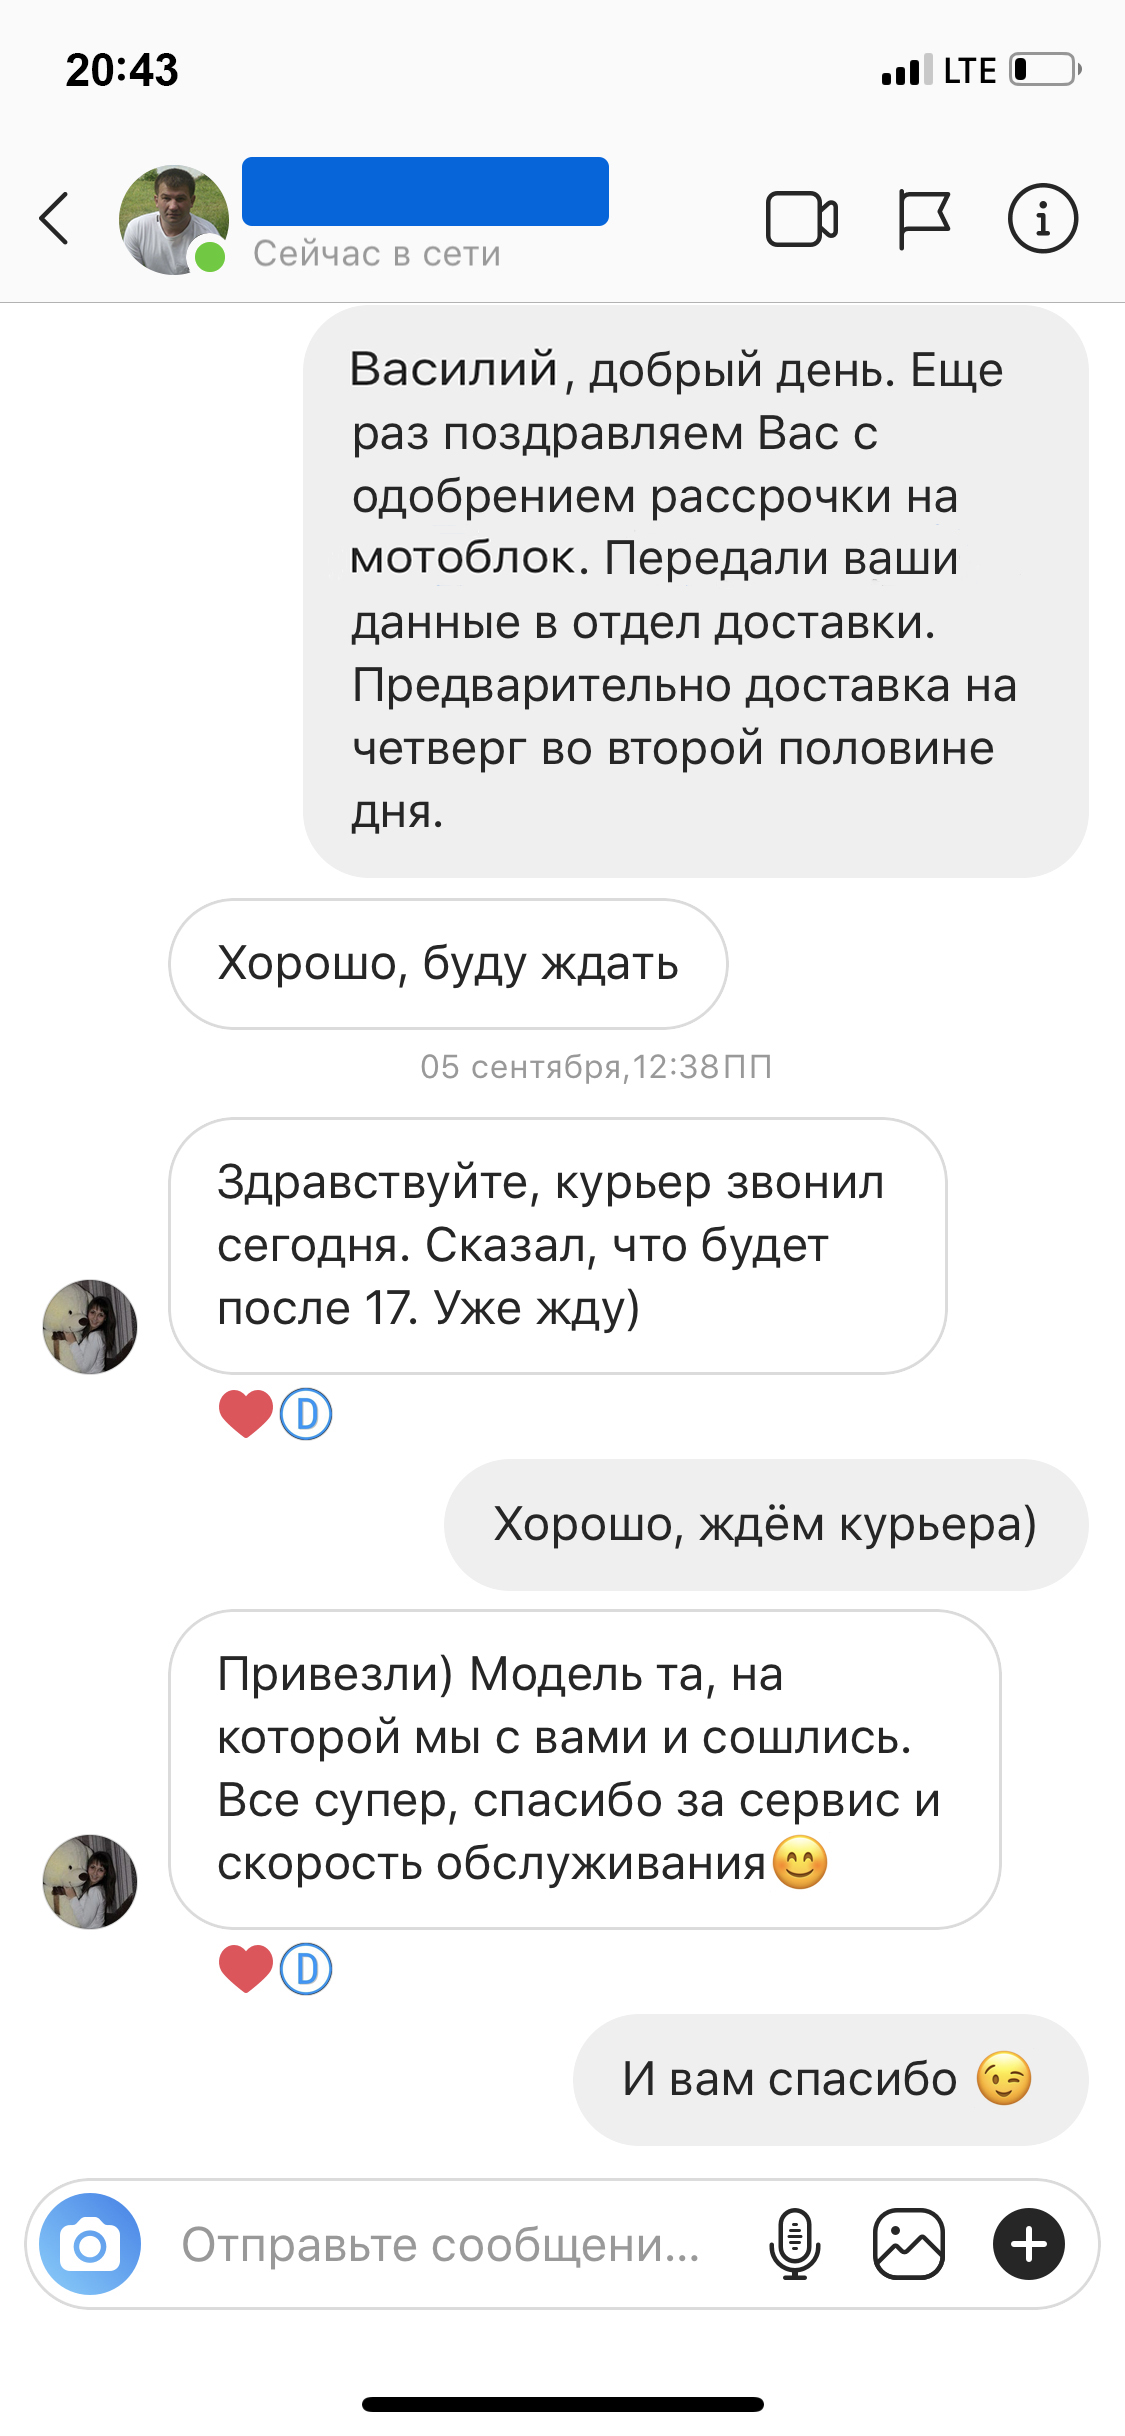 20:43
LTE
Сейчас в сети
Василий, добрый день. Еще
раз поздравляем Вас с
одобрением рассрочки на
мотоблок. Передали ваши
данные в отдел доставки.
Предварительно доставка на
четверг во второй половине
дня.
Хорошо, буду ждать
05 сентября,12:38ПП
Здравствуйте, курьер звонил
сегодня. Сказал, что будет
после 17. Уже жду)
D
Хорошо, ждём курьера)
Привезли) Модель та, на
которой мы с вами и сошлись.
Все супер, спасибо за сервис и
скорость обслуживания😊
D
И вам спасибо 😉
Отправьте сообщени...